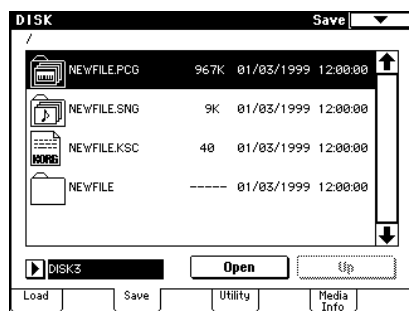 DISK Save
/
NEWFILE.PCG 967K 01/03/1999 12:00:00
NEWFILE.SNG 9K 01/03/1999 12:00:00
KORG NEWFILE.KSC 40 01/03/1999 12:00:00
NEWFILE ----- 01/03/1999 12:00:00
DISK3 Open Up
Load Save Utility Media Info